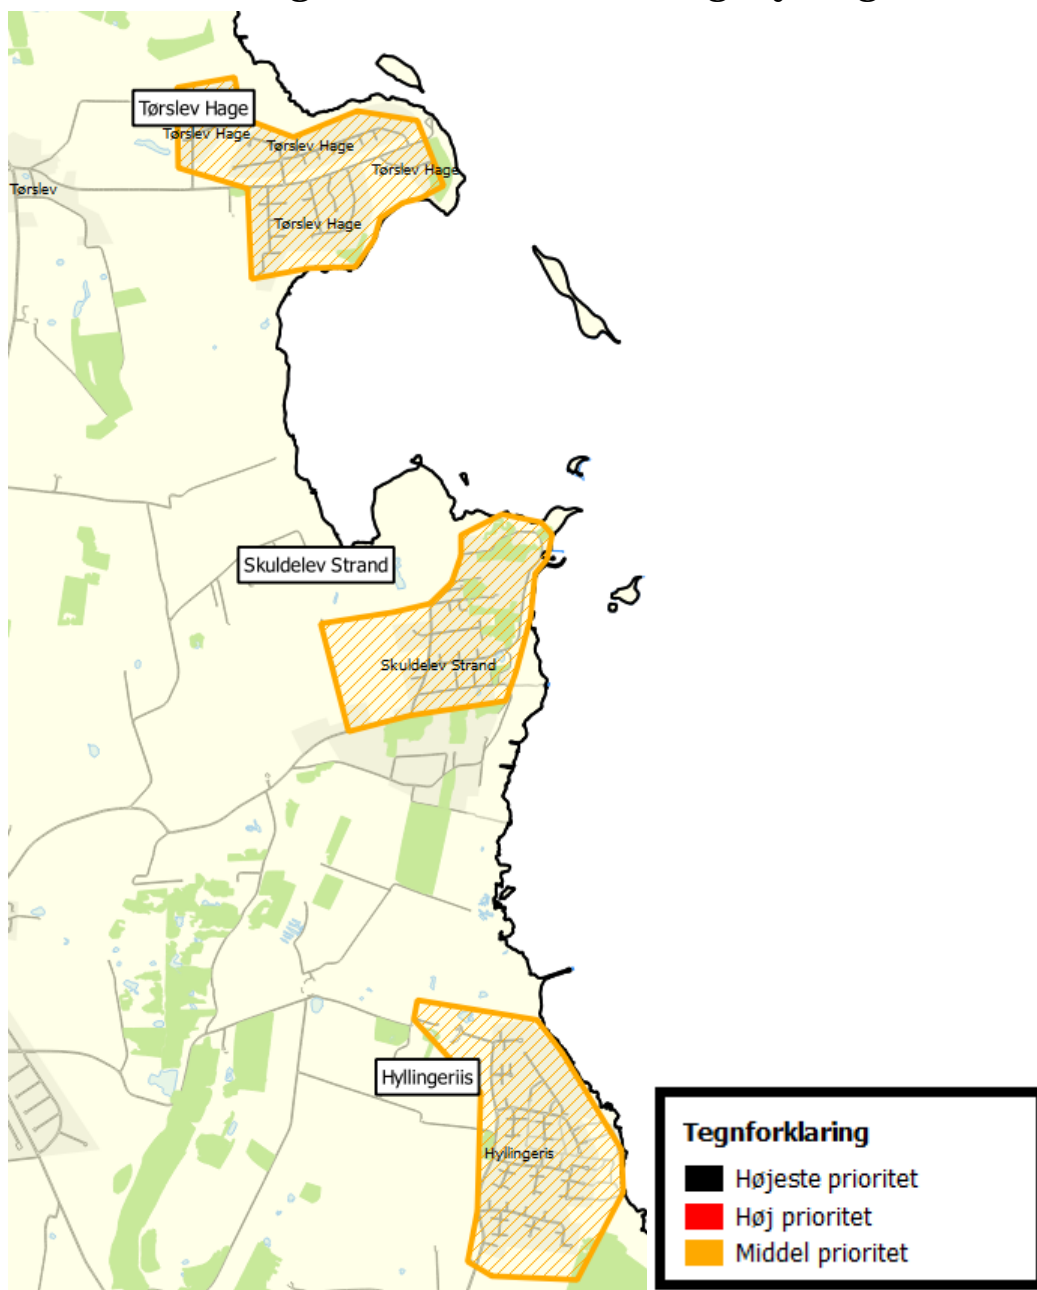 Tørslev Hage
Tørslev Hage
Tørslev Hage
Tørslev Hage
Tørslev
Tørslev Hage
Skuldelev Strand
Skuldelev Strand
Hyllingeriis
Hyllingeris
Tegnforklaring
Højeste prioritet
Høj prioritet
Middel prioritet